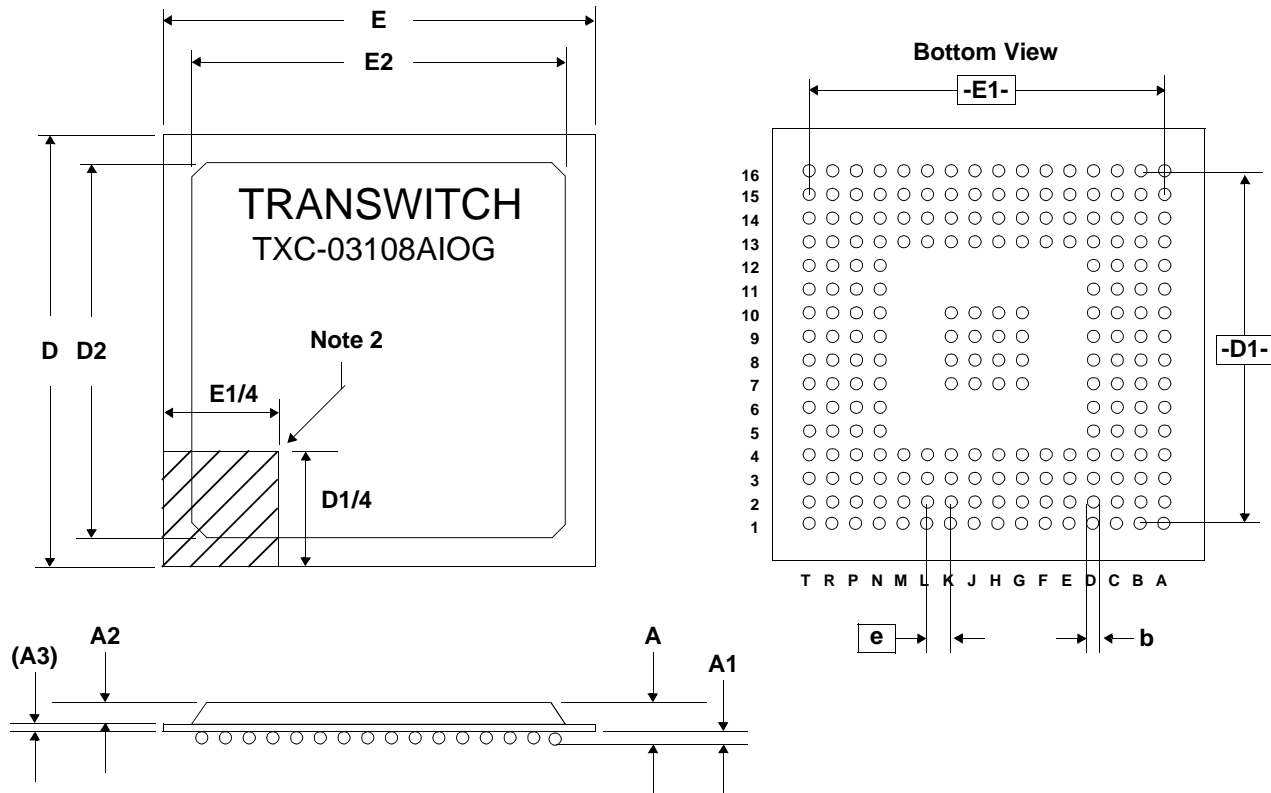 E
E2
Bottom View
-E1-
TRANSWITCH
TXC-03108AIOG
D
D2
Note 2
E1/4
D1/4
16
15
14
13
12
11
10
9
8
7
6
5
4
3
2
1
-D1-
T R P N M L K J H G F E D C B A
e
b
A2
(A3)
A
A1